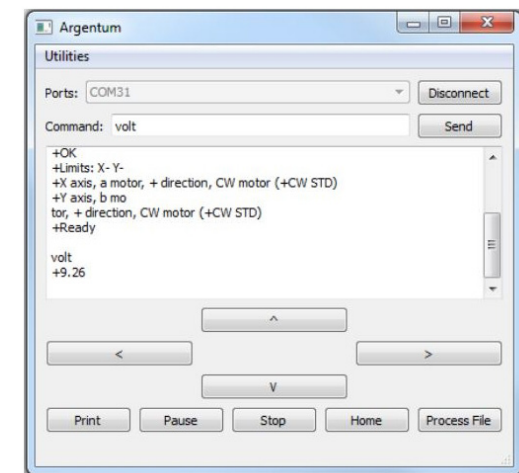 Argentum
Utilities
Ports: COM31 Disconnect
Command: volt Send
+OK
+Limits: X- Y-
+X axis, a motor, + direction, CW motor (+CW STD)
+Y axis, b mo
tor, + direction, CW motor (+CW STD)
+Ready
volt
+9.26
^
< >
v
Print Pause Stop Home Process File